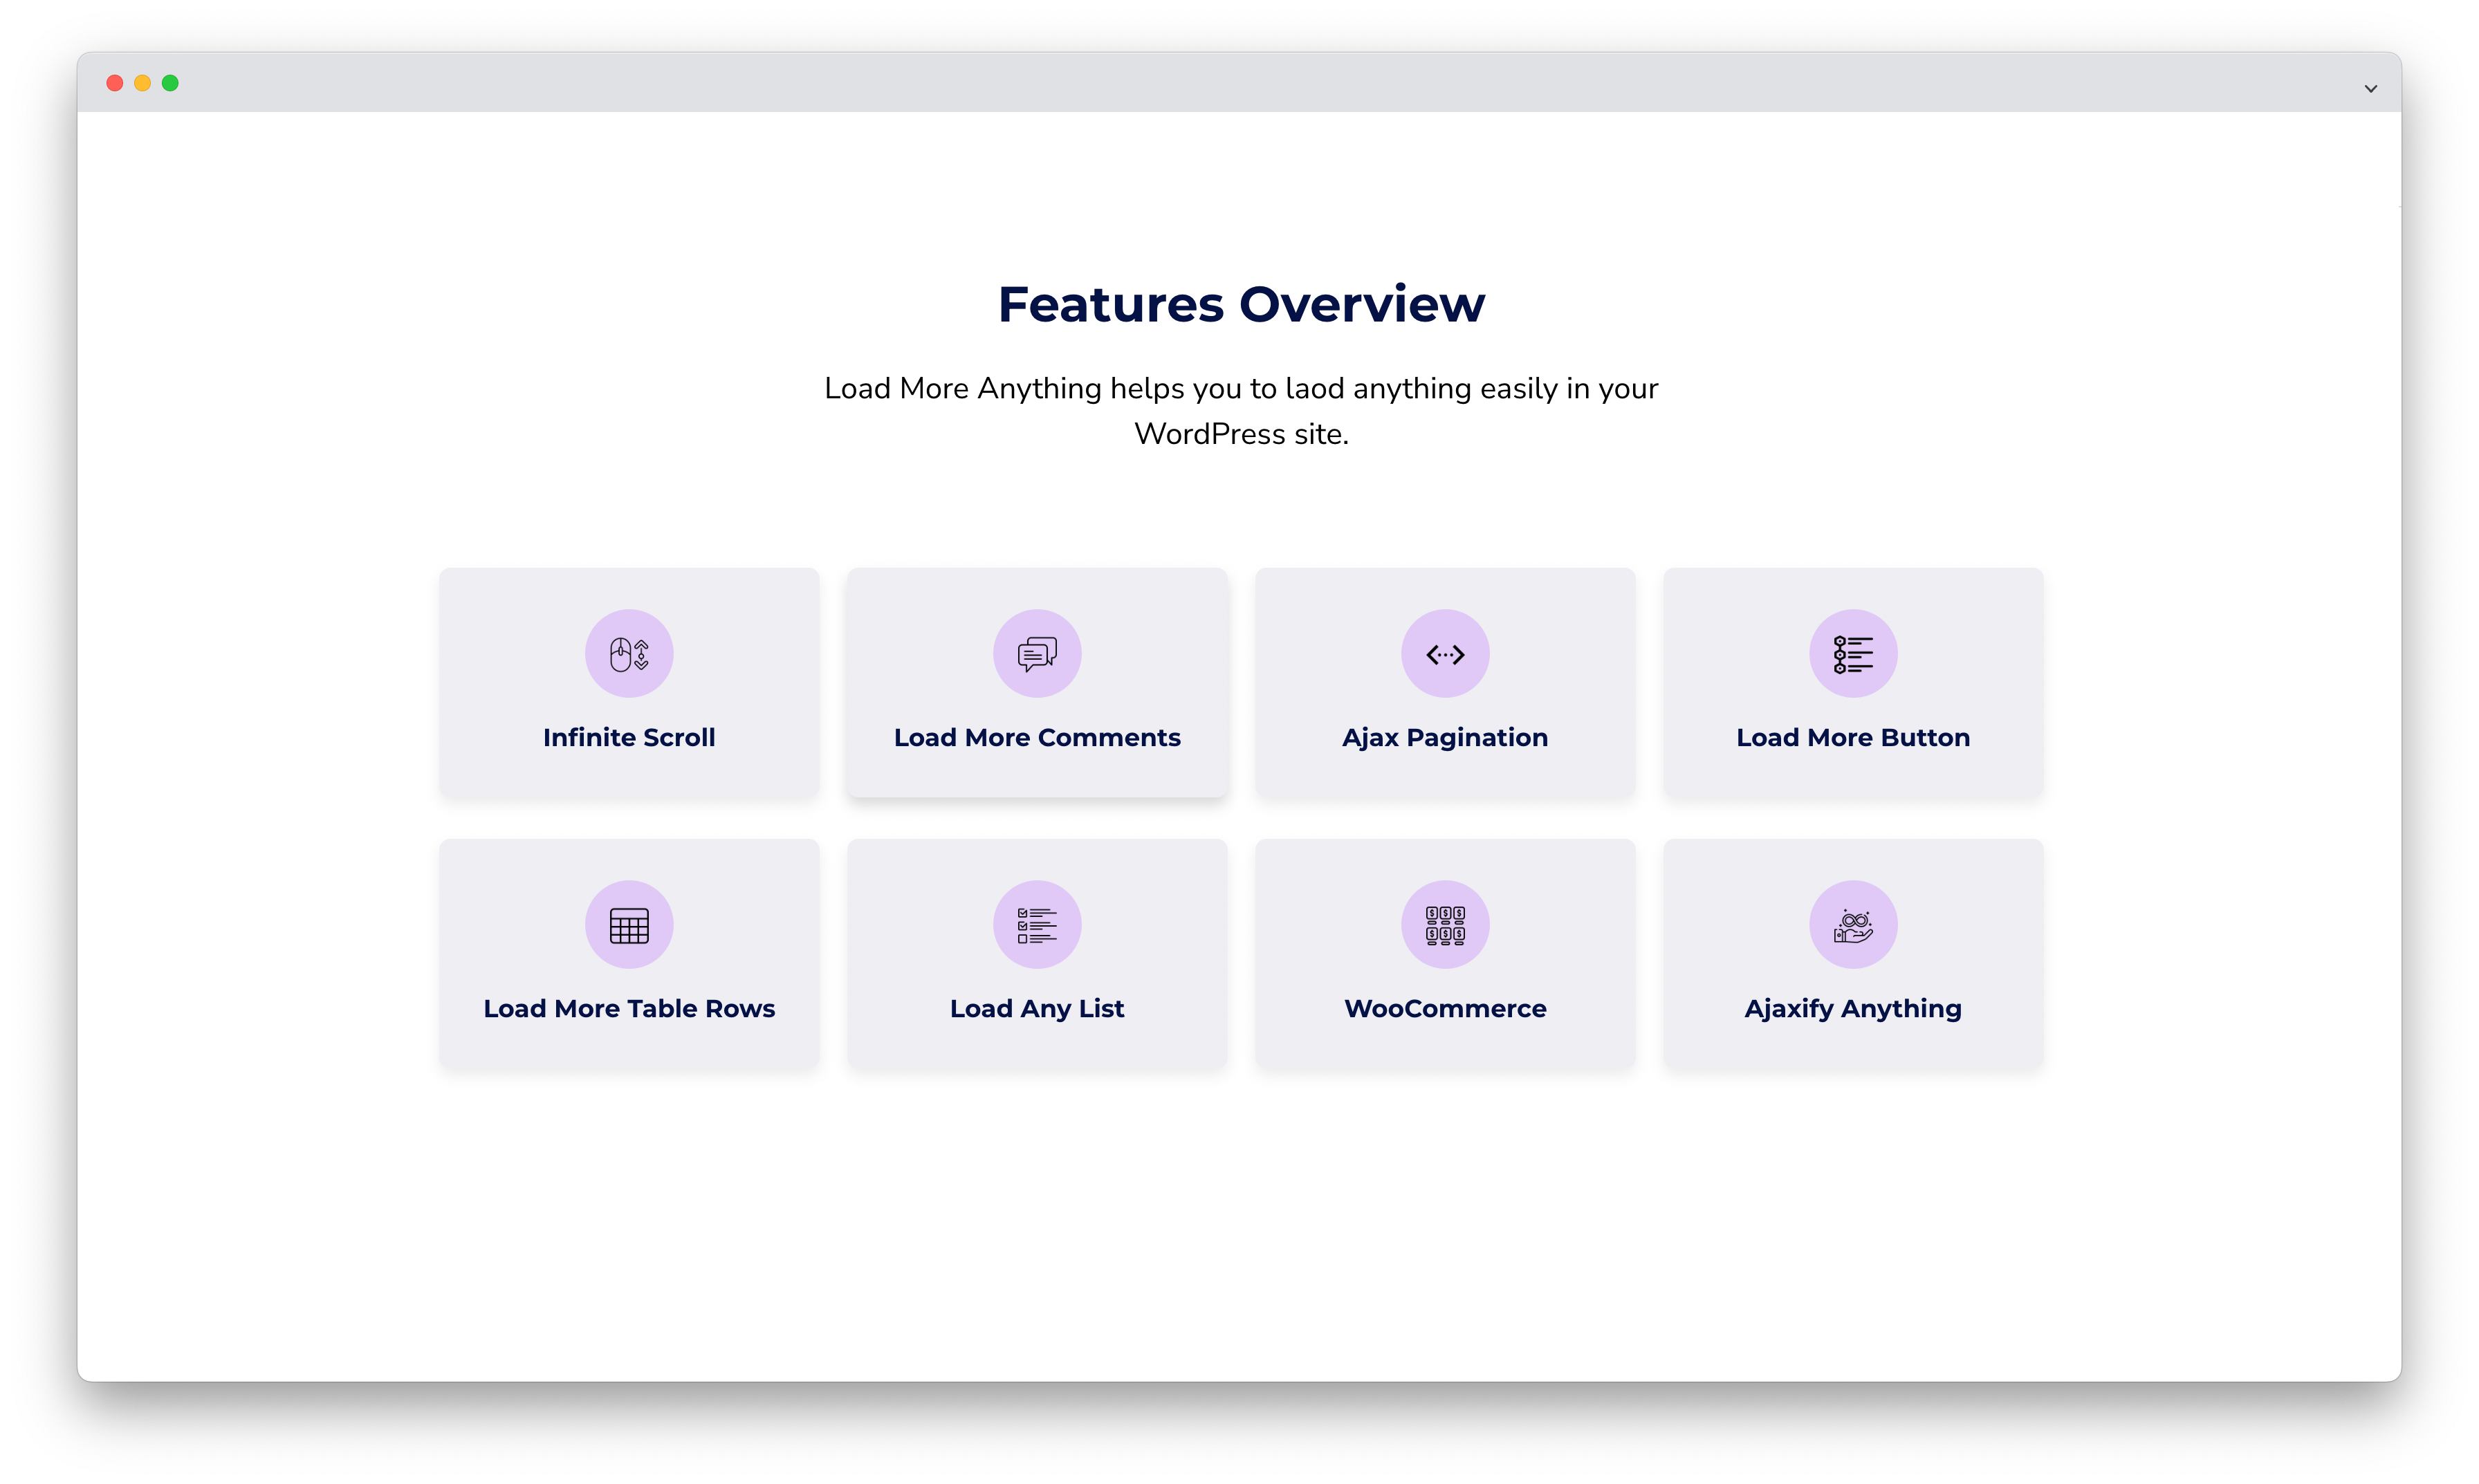 Features Overview
Load More Anything helps you to laod anything easily in your
WordPress site.
Infinite Scroll
Load More Comments
Ajax Pagination
Load More Button
Load More Table Rows
Load Any List
WooCommerce
Ajaxify Anything